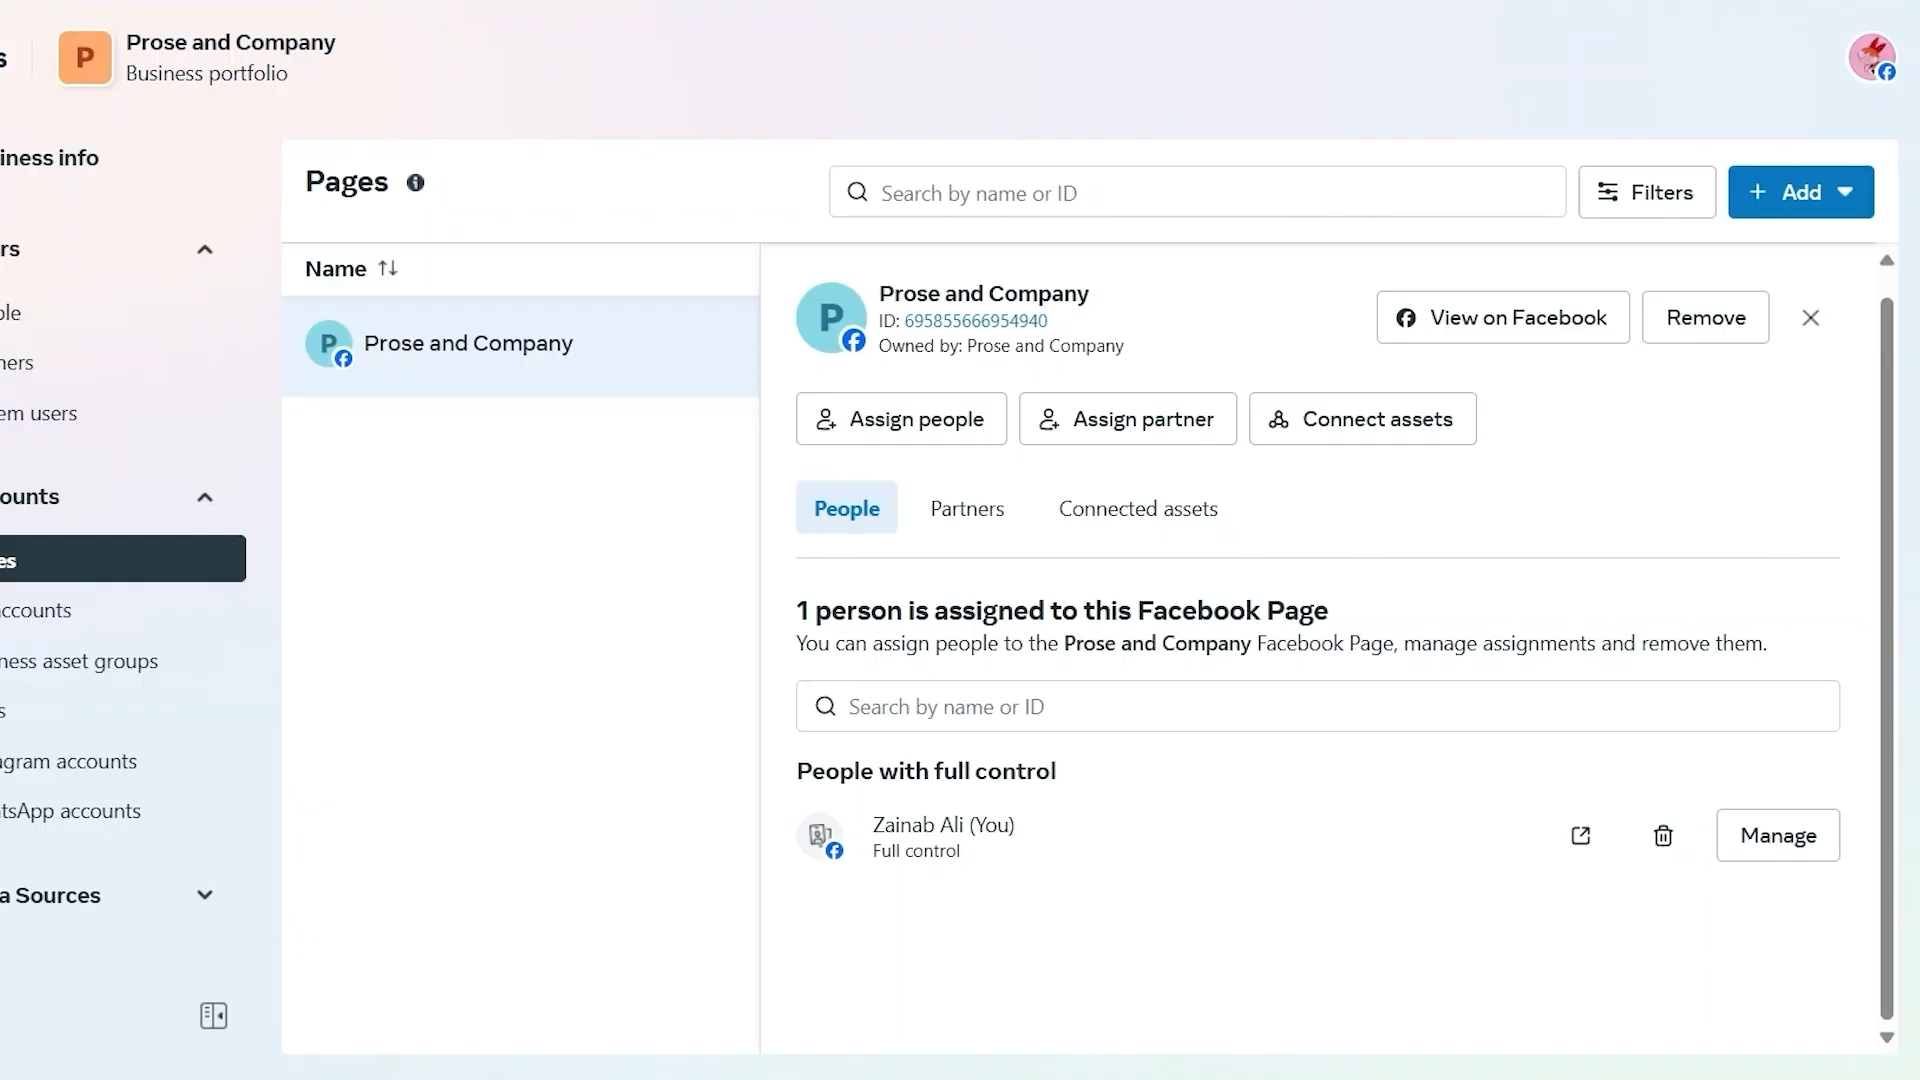 s
P
Prose and Company
Business portfolio
iness info
rs
ple
ners
em users
ounts
es
accounts
ness asset groups
s
agram accounts
tsApp accounts
a Sources
Pages
Search by name or ID
Filters
+ Add
Name
P
Prose and Company
P
Prose and Company
ID: 695855666954940
Owned by: Prose and Company
View on Facebook
Remove
Assign people
Assign partner
Connect assets
People
Partners
Connected assets
1 person is assigned to this Facebook Page
You can assign people to the Prose and Company Facebook Page, manage assignments and remove them.
Search by name or ID
People with full control
Zainab Ali (You)
Full control
Manage